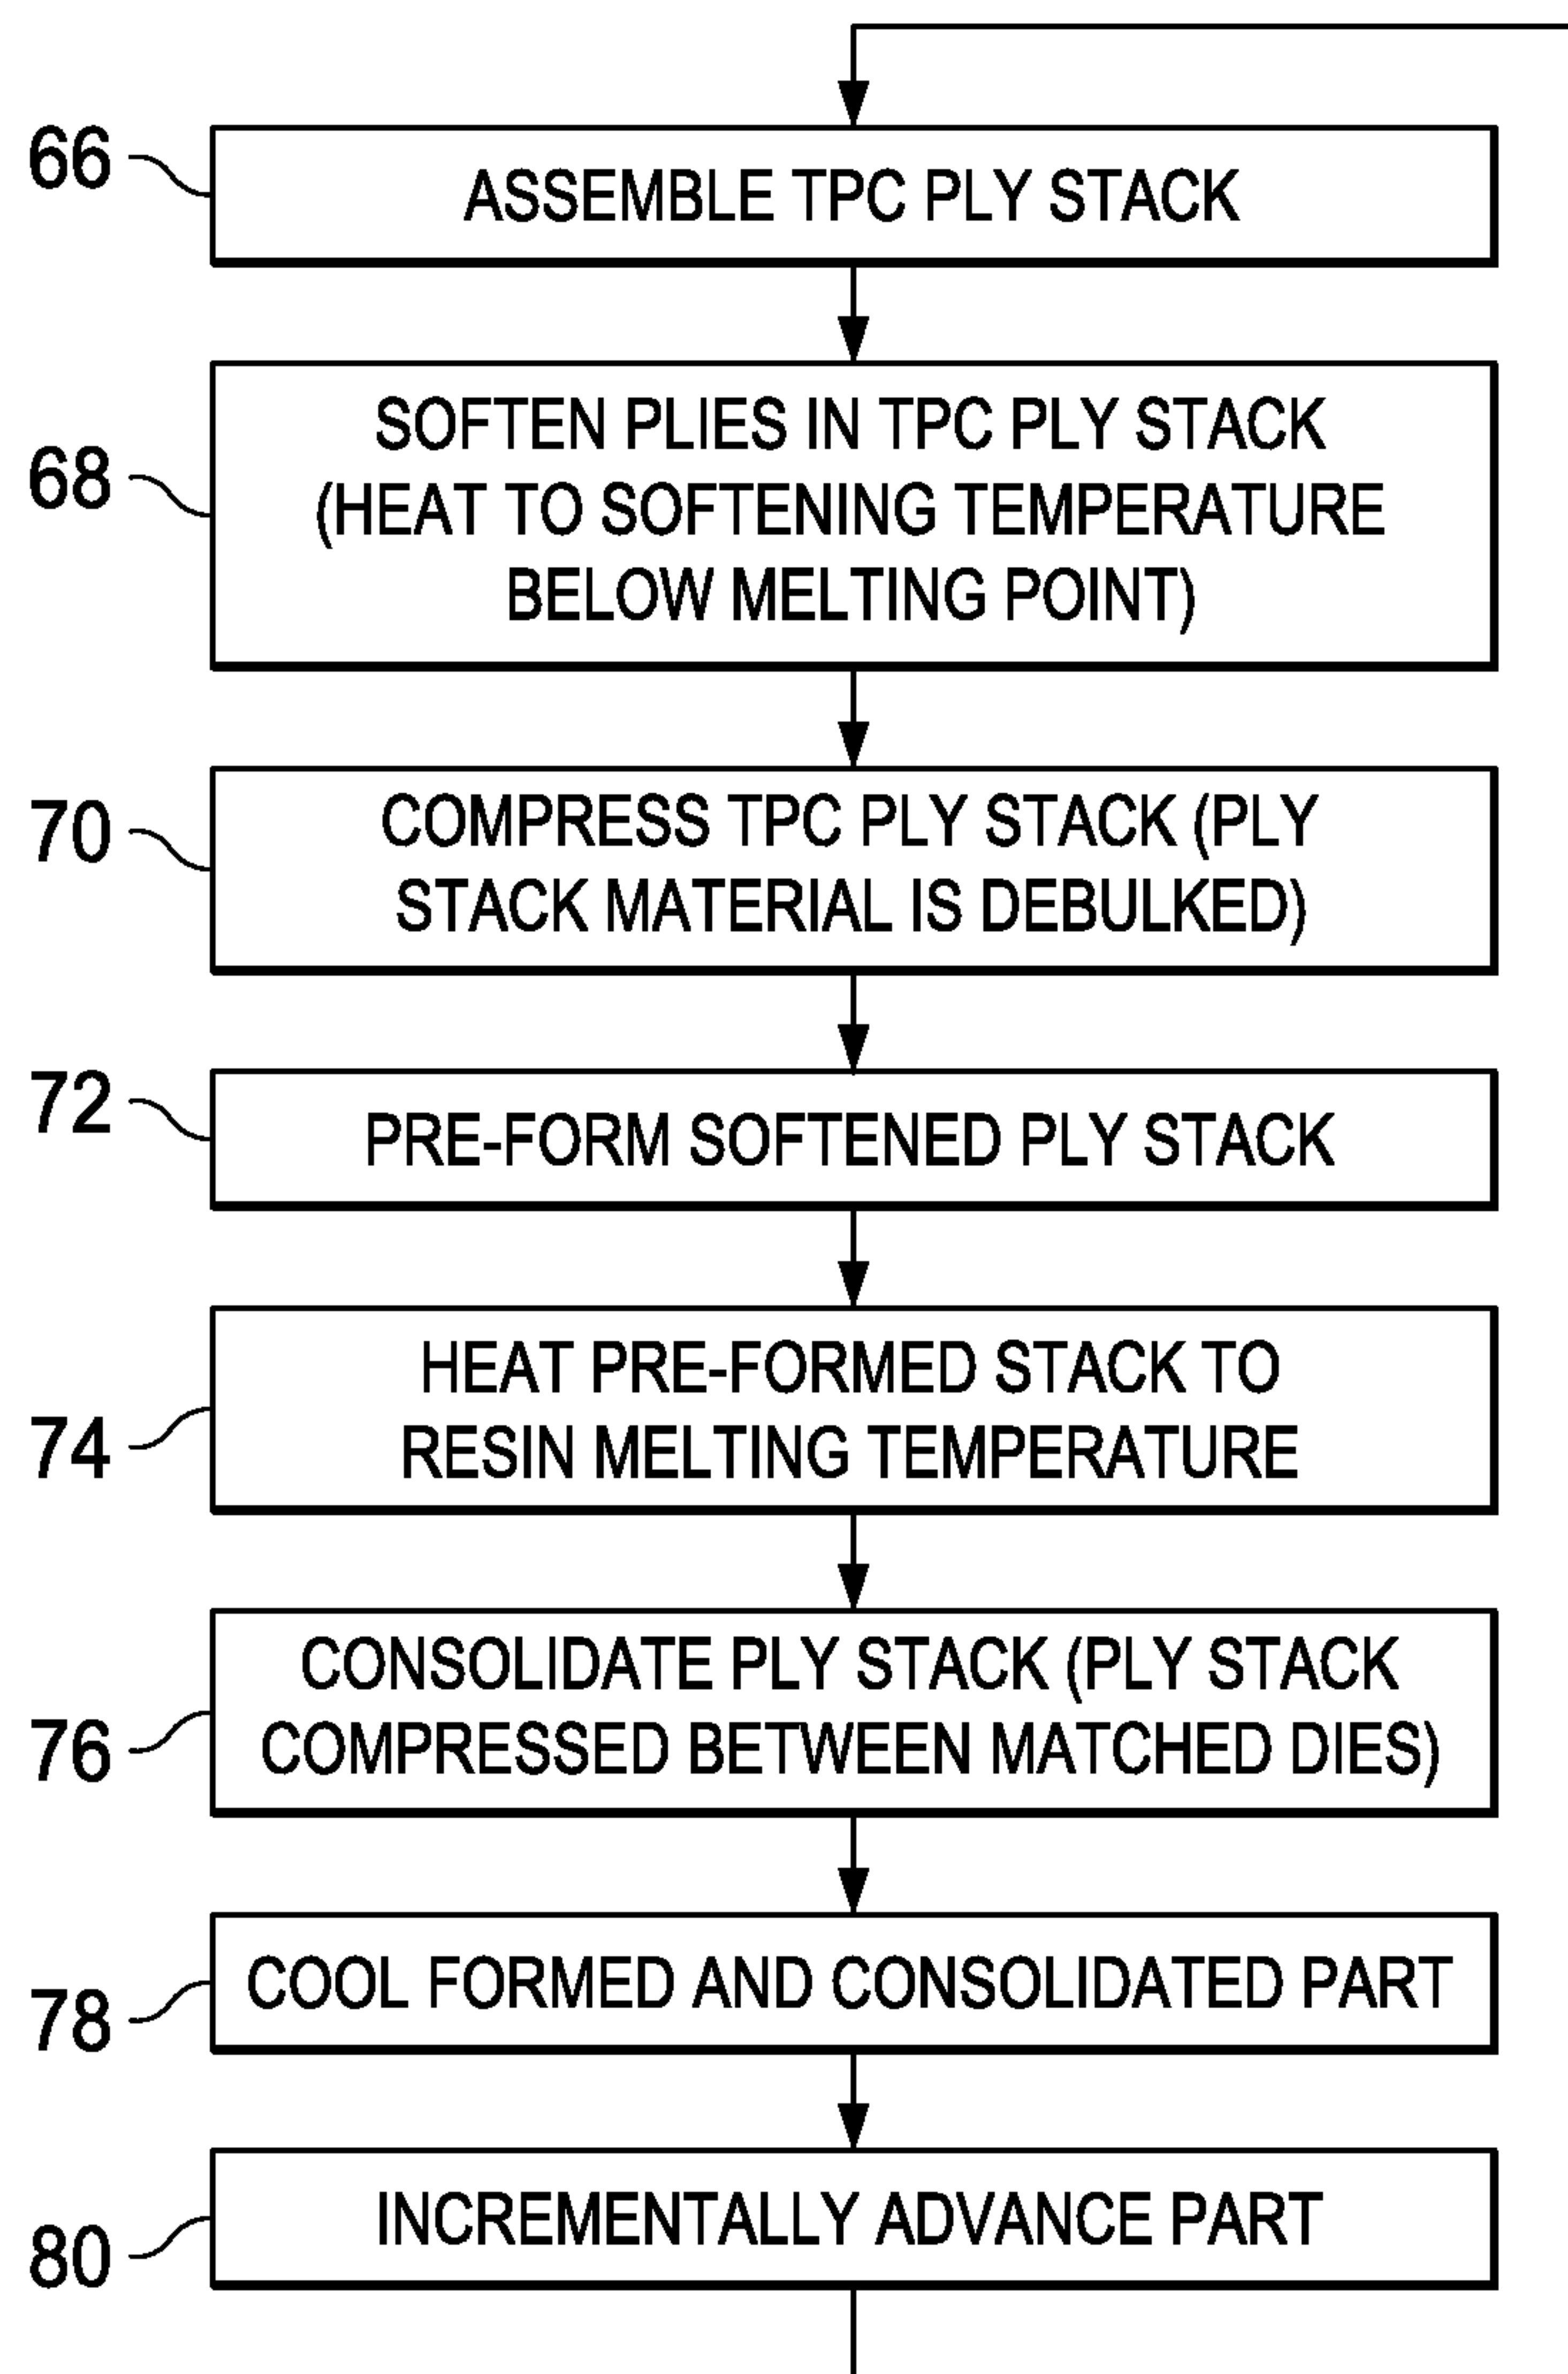 66
ASSEMBLE TPC PLY STACK
68
SOFTEN PLIES IN TPC PLY STACK
(HEAT TO SOFTENING TEMPERATURE
BELOW MELTING POINT)
70
COMPRESS TPC PLY STACK (PLY
STACK MATERIAL IS DEBULKED)
72
PRE-FORM SOFTENED PLY STACK
74
HEAT PRE-FORMED STACK TO
RESIN MELTING TEMPERATURE
76
CONSOLIDATE PLY STACK (PLY STACK
COMPRESSED BETWEEN MATCHED DIES)
78
COOL FORMED AND CONSOLIDATED PART
80
INCREMENTALLY ADVANCE PART